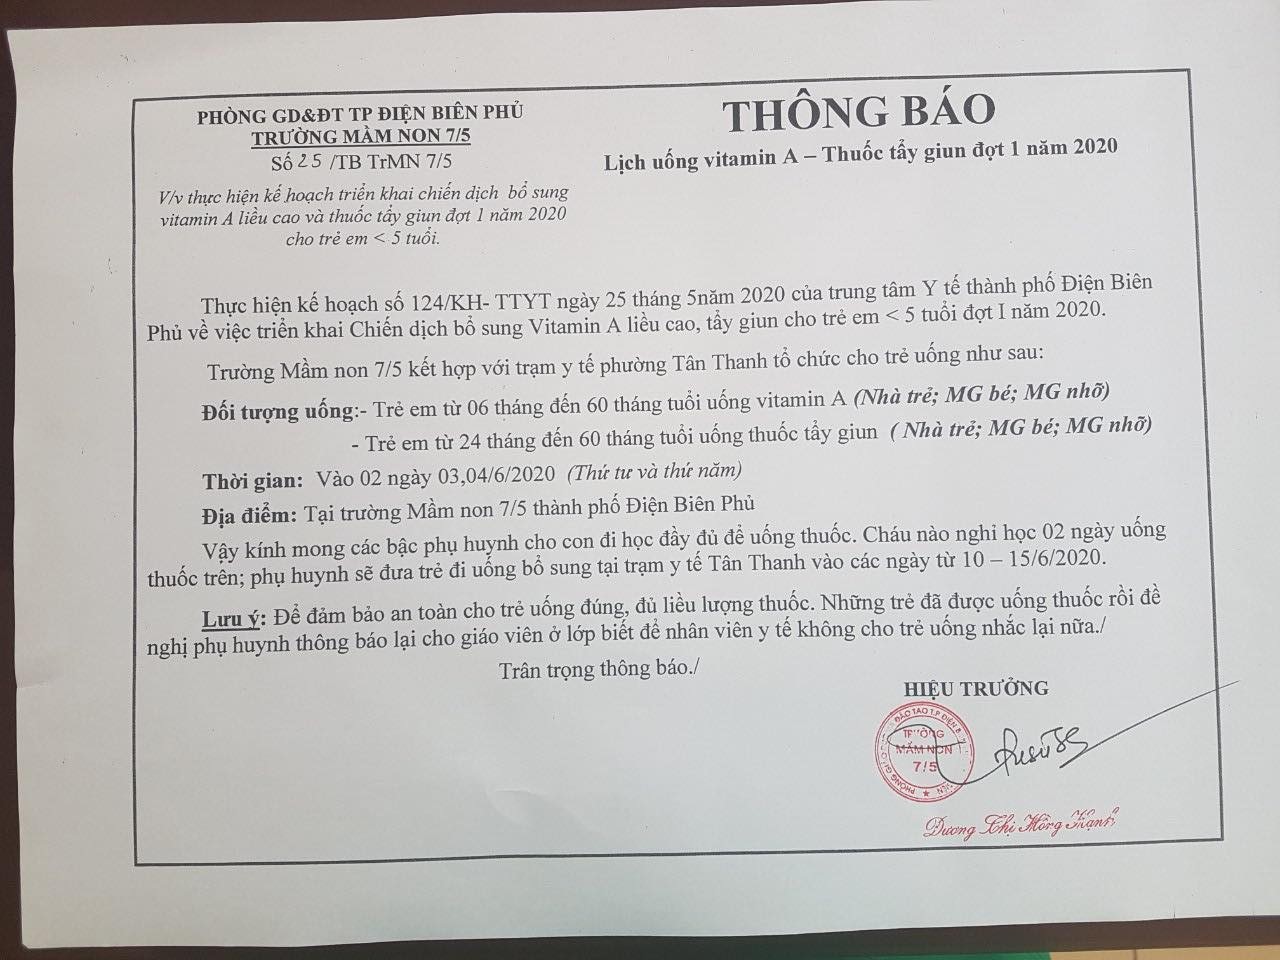 PHÒNG GD&ĐT TP ĐIỆN BIÊN PHỦ
TRƯỜNG MẦM NON 7/5
Số 25 /TB TrMN 7/5
V/v thực hiện kế hoạch triển khai chiến dịch bổ sung
vitamin A liều cao và thuốc tẩy giun đợt 1 năm 2020
cho trẻ em < 5 tuổi.
THÔNG BÁO
Lịch uống vitamin A – Thuốc tẩy giun đợt 1 năm 2020
Thực hiện kế hoạch số 124/KH- TTYT ngày 25 tháng 5năm 2020 của trung tâm Y tế thành phố Điện Biên
Phủ về việc triển khai Chiến dịch bổ sung Vitamin A liều cao, tẩy giun cho trẻ em < 5 tuổi đợt I năm 2020.
Trường Mầm non 7/5 kết hợp với trạm y tế phường Tân Thanh tổ chức cho trẻ uống như sau:
Đối tượng uống:- Trẻ em từ 06 tháng đến 60 tháng tuổi uống vitamin A (Nhà trẻ; MG bé; MG nhỡ)
- Trẻ em từ 24 tháng đến 60 tháng tuổi uống thuốc tẩy giun ( Nhà trẻ; MG bé; MG nhỡ)
Thời gian: Vào 02 ngày 03,04/6/2020 (Thứ tư và thứ năm)
Địa điểm: Tại trường Mầm non 7/5 thành phố Điện Biên Phủ
Vậy kính mong các bậc phụ huynh cho con đi học đầy đủ để uống thuốc. Cháu nào nghỉ học 02 ngày uống
thuốc trên; phụ huynh sẽ đưa trẻ đi uống bổ sung tại trạm y tế Tân Thanh vào các ngày từ 10 – 15/6/2020.
Lưu ý: Để đảm bảo an toàn cho trẻ uống đúng, đủ liều lượng thuốc. Những trẻ đã được uống thuốc rồi đề
nghị phụ huynh thông báo lại cho giáo viên ở lớp biết để nhân viên y tế không cho trẻ uống nhắc lại nữa./
Trân trọng thông báo./
HIỆU TRƯỞNG
TRƯỜNG
MẦM NON
7/5
Dương Thị Hồng Hạnh